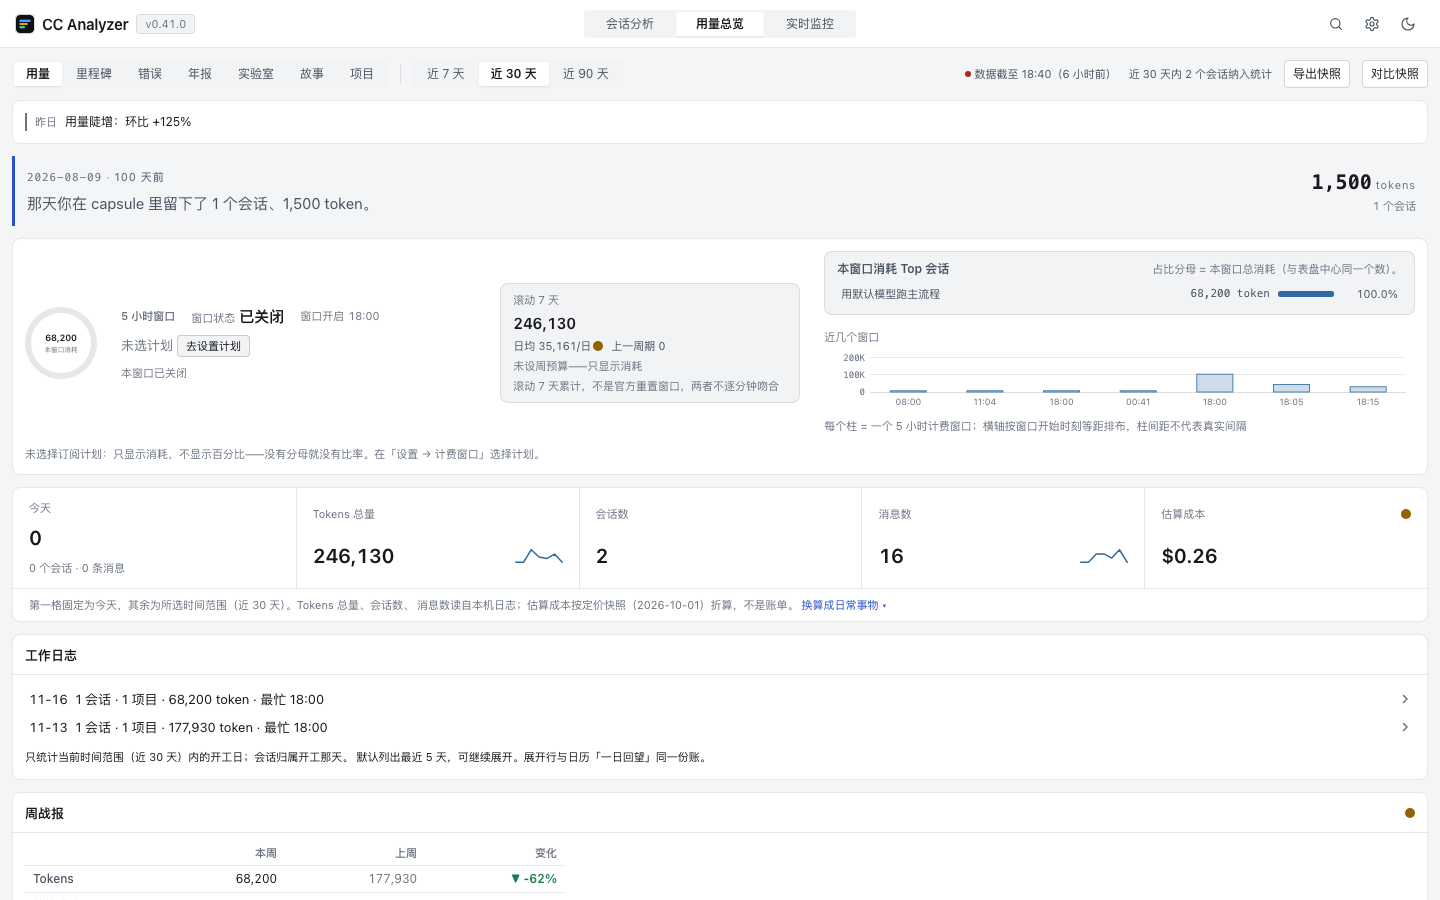 CC Analyzer v0.41.0 会话分析 用量总览 实时监控
用量 里程碑 错误 年报 实验室 故事 项目 近 7 天 近 30 天 近 90 天 数据截至 18:40（6 小时前） 近 30 天内 2 个会话纳入统计 导出快照 对比快照
昨日 用量陡增：环比 +125%
2026-08-09 · 100 天前
那天你在 capsule 里留下了 1 个会话、1,500 token。
1,500 tokens
1 个会话
68,200
本窗口消耗
5 小时窗口 窗口状态 已关闭 窗口开启 18:00
未选计划 去设置计划
本窗口已关闭
滚动 7 天
246,130
日均 35,161/日 上一周期 0
未设周预算——只显示消耗
滚动 7 天累计，不是官方重置窗口，两者不逐分钟吻合
本窗口消耗 Top 会话 占比分母 = 本窗口总消耗（与表盘中心同一个数）。
用默认模型跑主流程 68,200 token 100.0%
近几个窗口
200K
100K
0
08:00 11:04 18:00 00:41 18:00 18:05 18:15
每个柱 = 一个 5 小时计费窗口；横轴按窗口开始时刻等距排布，柱间距不代表真实间隔
未选择订阅计划：只显示消耗，不显示百分比——没有分母就没有比率。在「设置 → 计费窗口」选择计划。
今天
0
0 个会话 · 0 条消息
Tokens 总量
246,130
会话数
2
消息数
16
估算成本
$0.26
第一格固定为今天，其余为所选时间范围（近 30 天）。Tokens 总量、会话数、 消息数读自本机日志；估算成本按定价快照（2026-10-01）折算，不是账单。 换算成日常事物 ▾
工作日志
11-16 1 会话 · 1 项目 · 68,200 token · 最忙 18:00
11-13 1 会话 · 1 项目 · 177,930 token · 最忙 18:00
只统计当前时间范围（近 30 天）内的开工日；会话归属开工那天。 默认列出最近 5 天，可继续展开。展开行与日历「一日回望」同一份账。
周战报
本周 上周 变化
Tokens 68,200 177,930 ▼ -62%